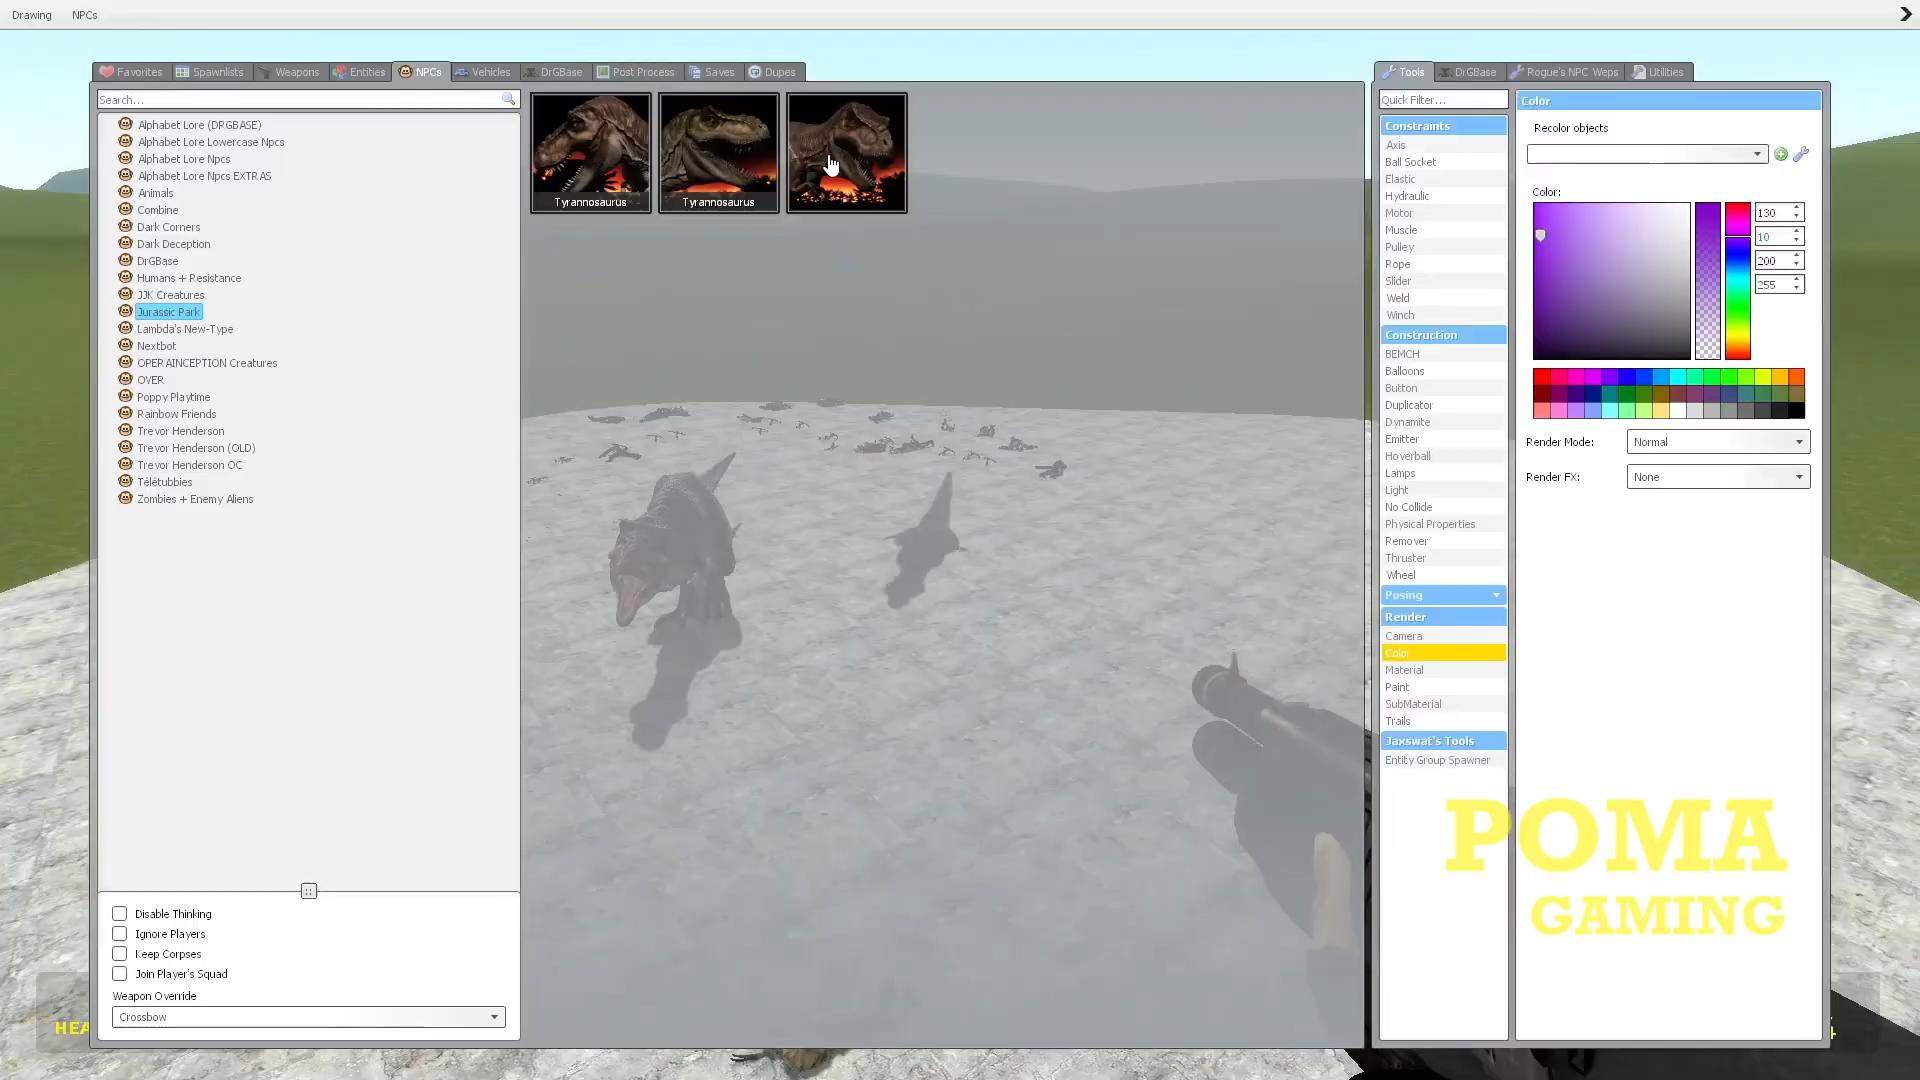 Drawing NPCs
Favorites Spawnlists Weapons Entities NPCs Vehicles DrGBase Post Process Saves Dupes
Search...
Alphabet Lore (DRGBASE)
Alphabet Lore Lowercase Npcs
Alphabet Lore Npcs
Alphabet Lore Npcs EXTRAS
Animals
Combine
Dark Corners
Dark Deception
DrGBase
Humans + Resistance
JJK Creatures
Jurassic Park
Lambda's New-Type
Nextbot
OPERAINCEPTION Creatures
OVER
Poppy Playtime
Rainbow Friends
Trevor Henderson
Trevor Henderson (OLD)
Trevor Henderson OC
Télétubbies
Zombies + Enemy Aliens
Disable Thinking
Ignore Players
Keep Corpses
Join Player's Squad
Weapon Override
Crossbow
Tyrannosaurus
Tyrannosaurus
Tools DrGBase Rogue's NPC Weps Utilities
Quick Filter...
Constraints
Axis
Ball Socket
Elastic
Hydraulic
Motor
Muscle
Pulley
Rope
Slider
Weld
Winch
Construction
BEMCH
Balloons
Button
Duplicator
Dynamite
Emitter
Hoverball
Lamps
Light
No Collide
Physical Properties
Remover
Thruster
Wheel
Posing
Render
Camera
Color
Material
Paint
SubMaterial
Trails
Jaxswat's Tools
Entity Group Spawner
Color
Recolor objects
Color:
130
10
200
255
Render Mode: Normal
Render FX: None
POMA
GAMING
HEA